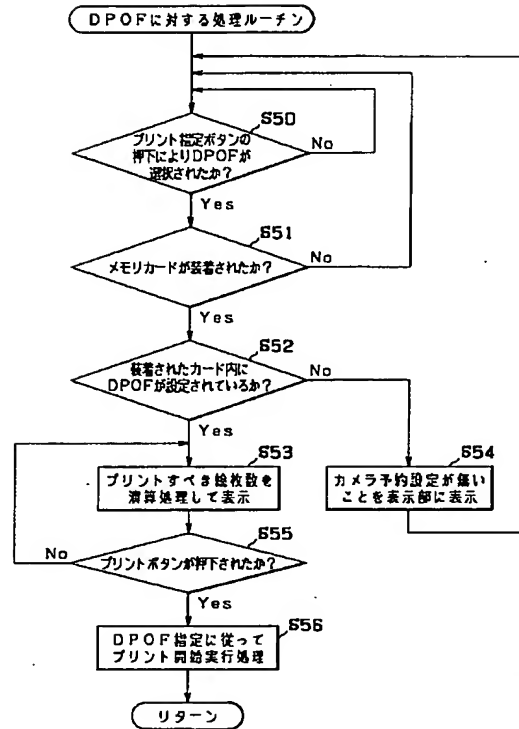 DPOFに対する処理ルーチン
S50
プリント指定ボタンの
押下によりDPOFが
選択されたか?
No
Yes
S51
メモリカードが装着されたか?
No
Yes
S52
装着されたカード内に
DPOFが設定されているか?
No
Yes
S53
プリントすべき総枚数を
演算処理して表示
S54
カメラ予約設定が無い
ことを表示部に表示
S55
プリントボタンが押下されたか?
No
Yes
S56
DPOF指定に従って
プリント開始実行処理
リターン